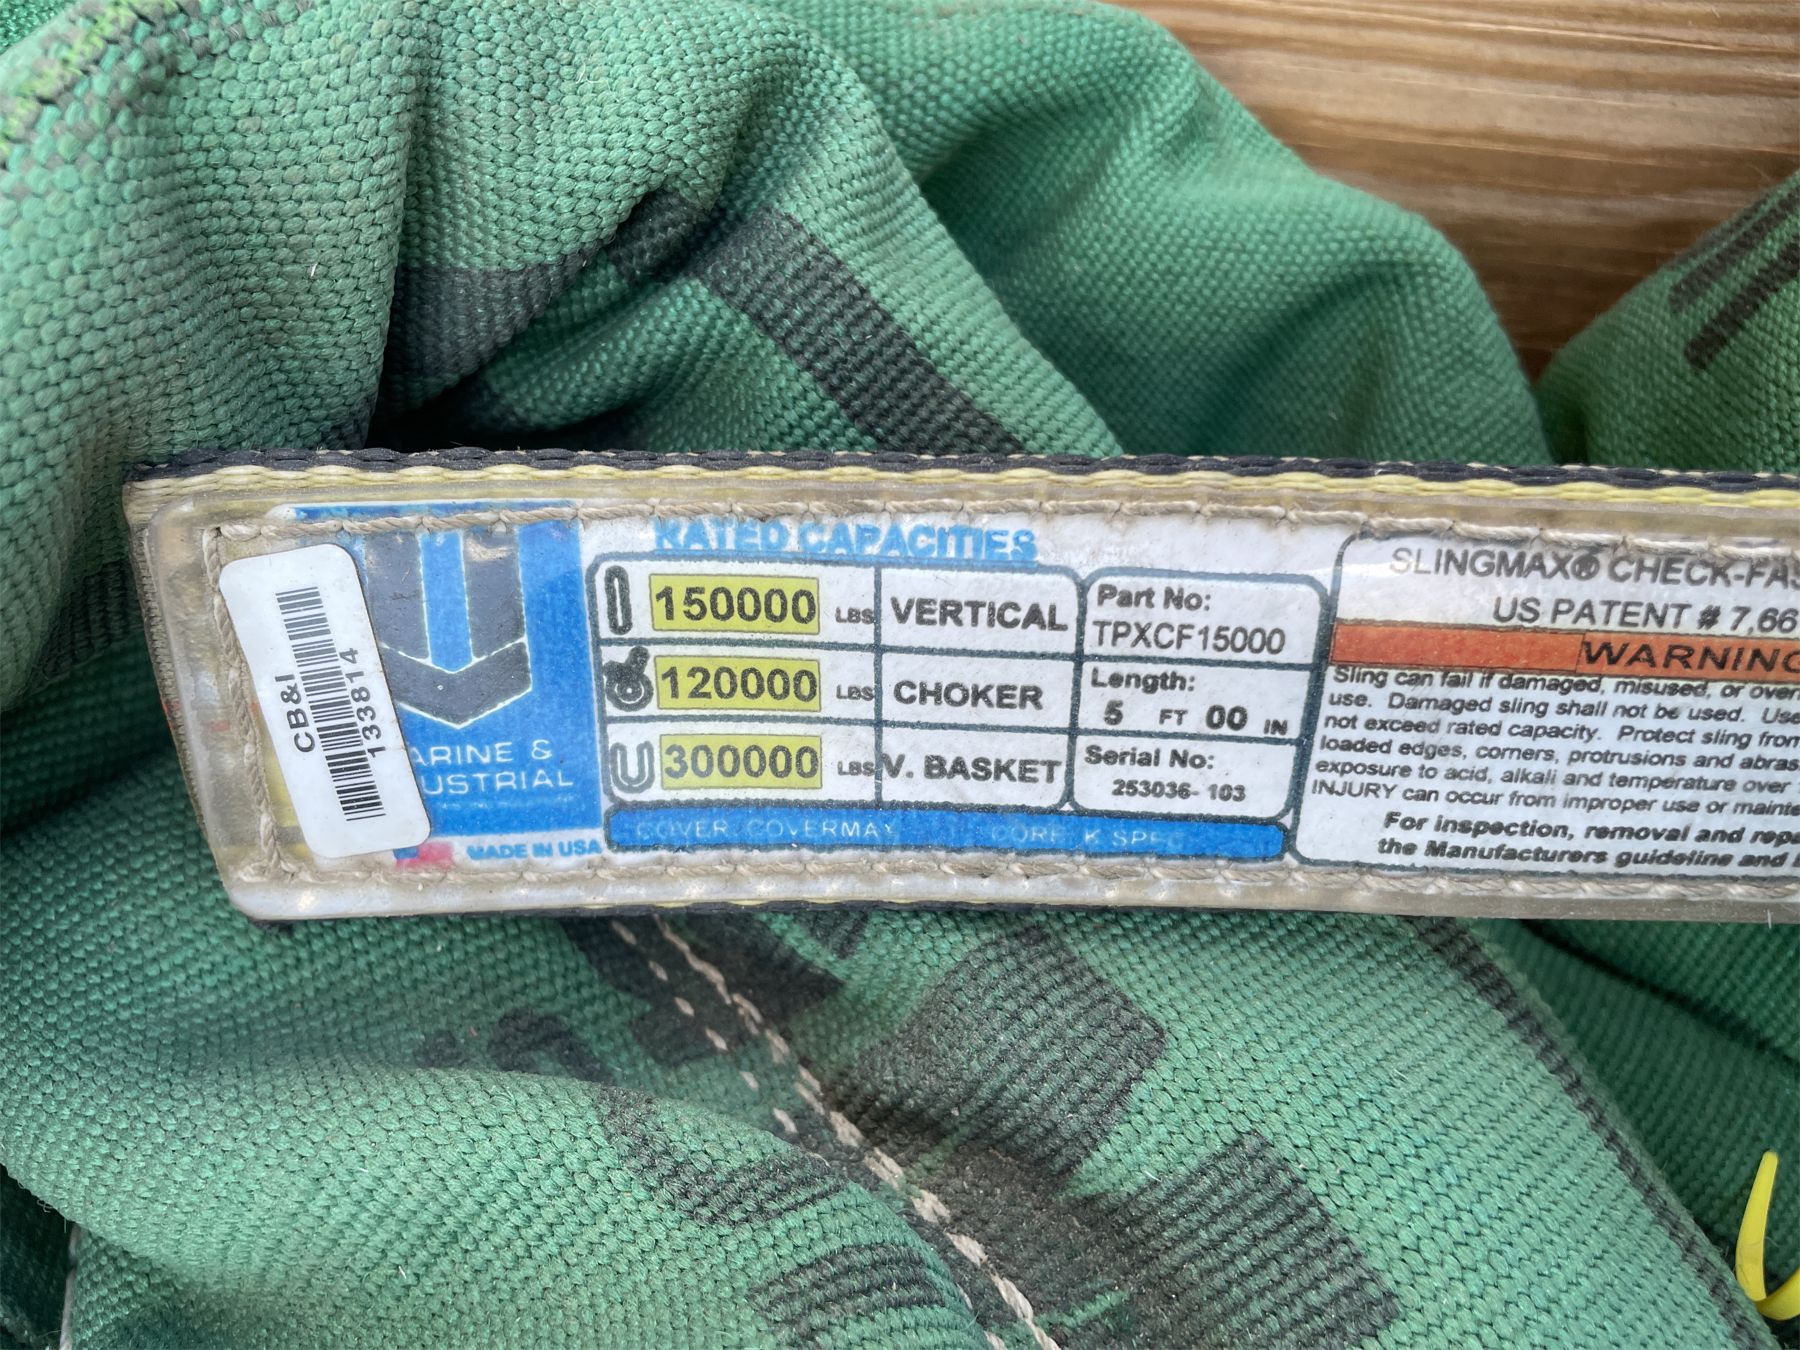 CB&I
133814
ARINE &
USTRIAL
MADE IN USA
RATED CAPACITIES
150000 LBS VERTICAL
120000 LBS CHOKER
300000 LBS V. BASKET
Part No:
TPXCF15000
Length:
5 FT 00 IN
Serial No:
253036- 103
COVER COVERMAX CORE K SPEC
SLINGMAX® CHECK-FAS
US PATENT # 7,66
WARNING
Sling can fail if damaged, misused, or over
use. Damaged sling shall not be used. Use
not exceed rated capacity. Protect sling from
loaded edges, corners, protrusions and abras
exposure to acid, alkali and temperature over
INJURY can occur from improper use or mainte
For inspection, removal and repa
the Manufacturers guideline and